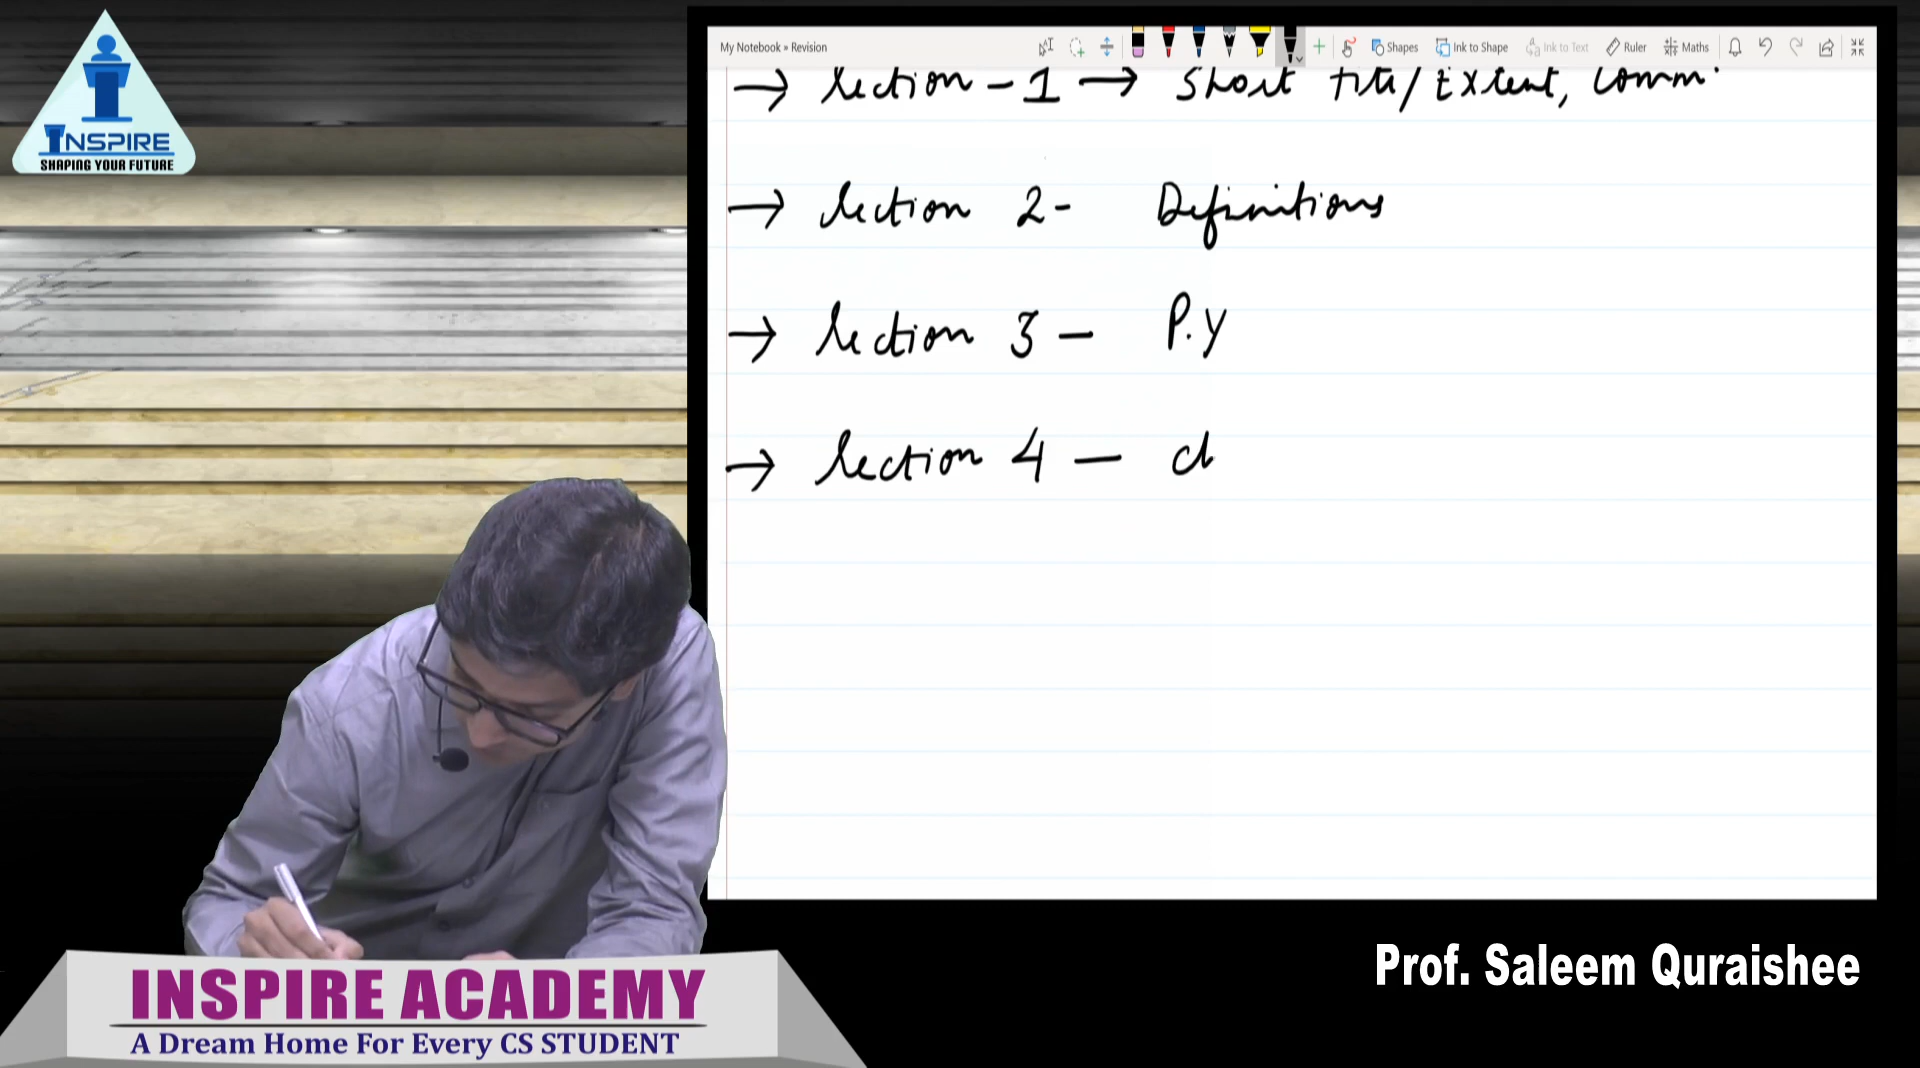 INSPIRE
SHAPING YOUR FUTURE
My Notebook » Revision
Shapes
Ink to Shape
Ink to Text
Ruler
Maths
→ Section - 1 → Short title/Extent, Comm.
→ Section 2 - Definitions
→ Section 3 - P.Y
→ Section 4 -
INSPIRE ACADEMY
A Dream Home For Every CS STUDENT
Prof. Saleem Quraishee